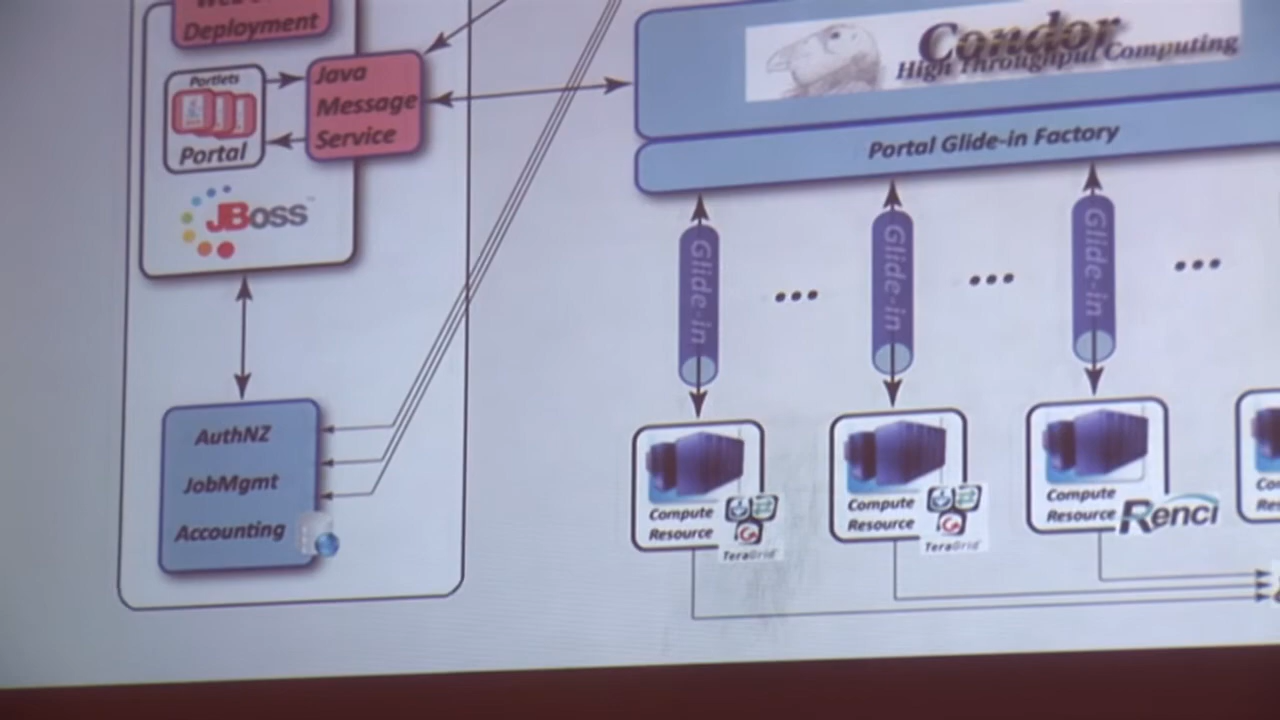 Deployment
Portlets
Portal
Java
Message
Service
JBoss
AuthNZ
JobMgmt
Accounting
Condor
High Throughput Computing
Portal Glide-in Factory
Glide-in
Glide-in
Glide-in
Compute
Resource
TeraGrid
Compute
Resource
TeraGrid
Compute
Resource
Renci